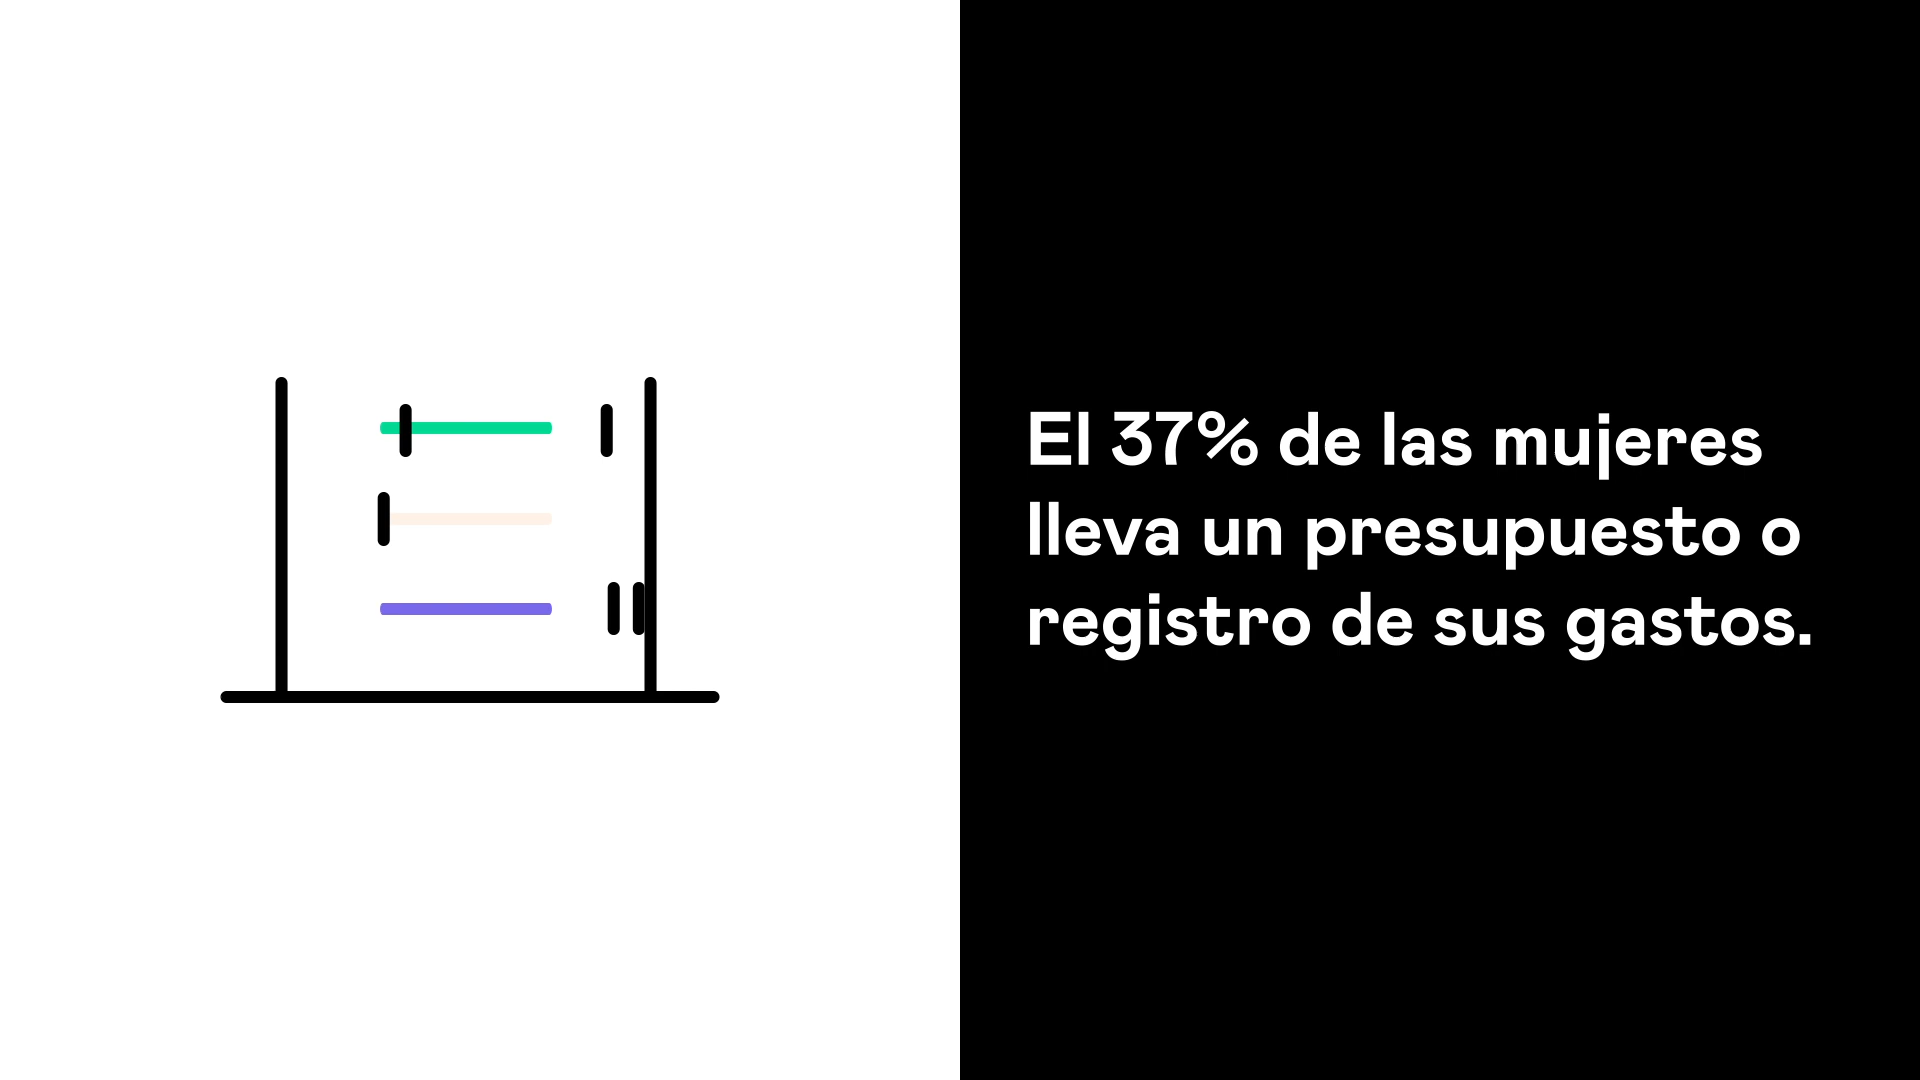 El 37% de las mujeres
lleva un presupuesto o
registro de sus gastos.